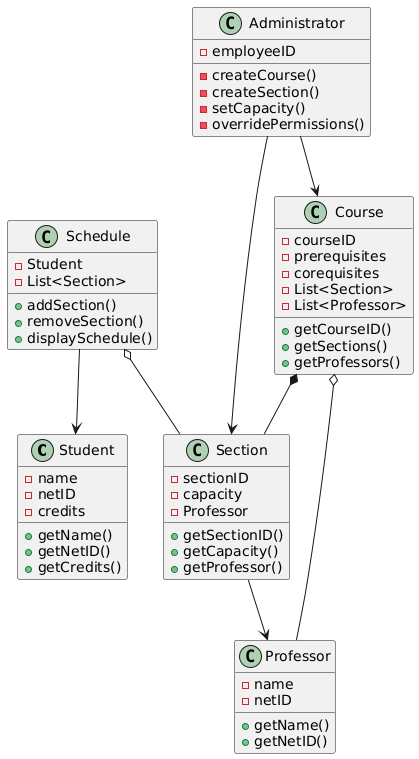 C Administrator
employeeID
createCourse()
createSection()
setCapacity()
overridePermissions()
C Schedule
Student
List<Section>
addSection()
removeSection()
displaySchedule()
C Course
courseID
prerequisites
corequisites
List<Section>
List<Professor>
getCourseID()
getSections()
getProfessors()
C Student
name
netID
credits
getName()
getNetID()
getCredits()
C Section
sectionID
capacity
Professor
getSectionID()
getCapacity()
getProfessor()
C Professor
name
netID
getName()
getNetID()